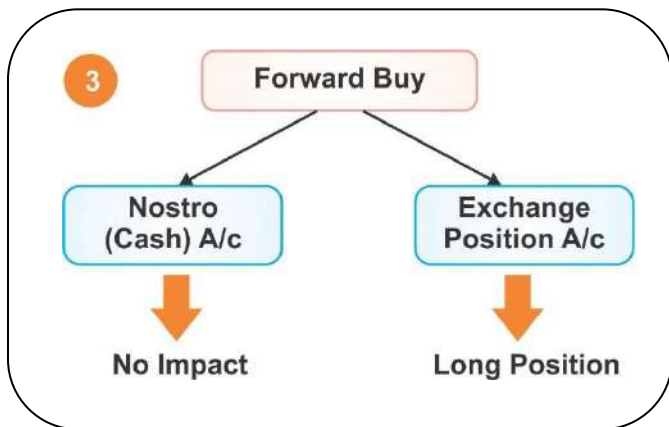 3
Forward Buy
Nostro
(Cash) A/c
Exchange
Position A/c
No Impact
Long Position